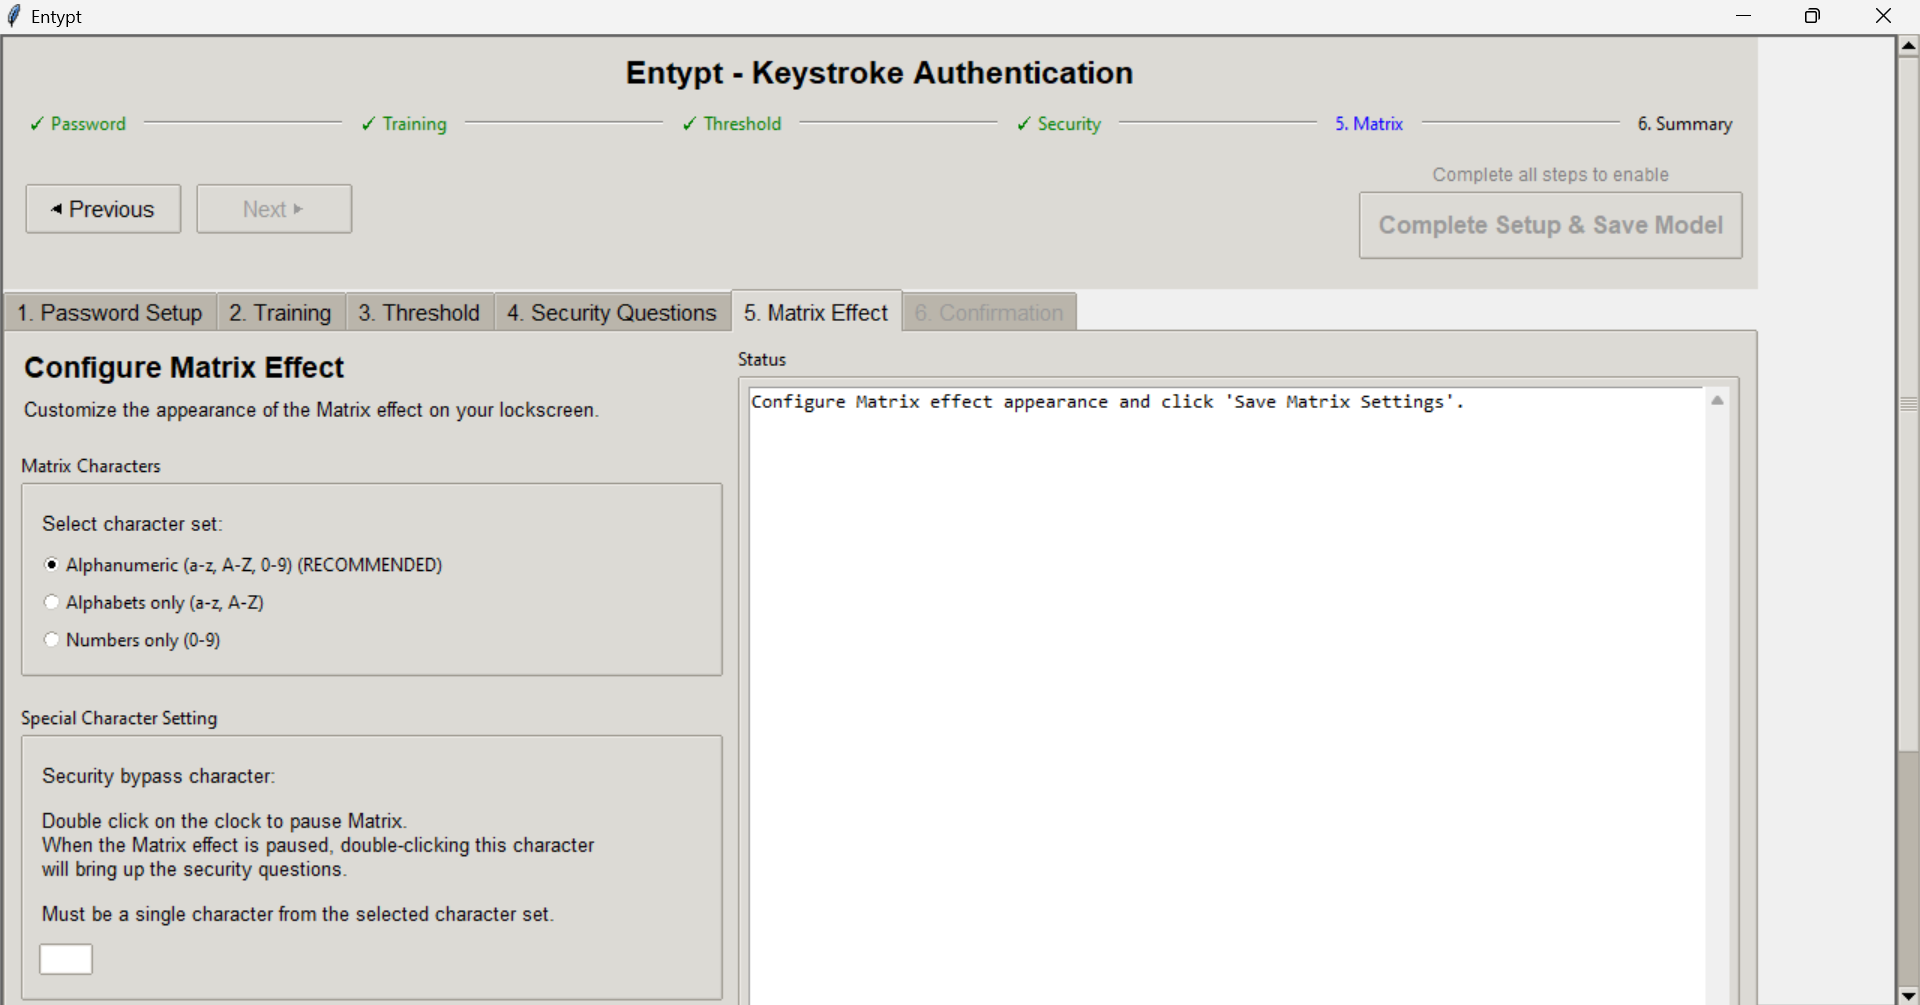 Entypt
Entypt - Keystroke Authentication
✓ Password
✓ Training
✓ Threshold
✓ Security
5. Matrix
6. Summary
Complete all steps to enable
◂ Previous
Next ▸
Complete Setup & Save Model
1. Password Setup
2. Training
3. Threshold
4. Security Questions
5. Matrix Effect
6. Confirmation
Configure Matrix Effect
Customize the appearance of the Matrix effect on your lockscreen.
Matrix Characters
Select character set:
Alphanumeric (a-z, A-Z, 0-9) (RECOMMENDED)
Alphabets only (a-z, A-Z)
Numbers only (0-9)
Special Character Setting
Security bypass character:
Double click on the clock to pause Matrix.
When the Matrix effect is paused, double-clicking this character
will bring up the security questions.
Must be a single character from the selected character set.
Status
Configure Matrix effect appearance and click 'Save Matrix Settings'.